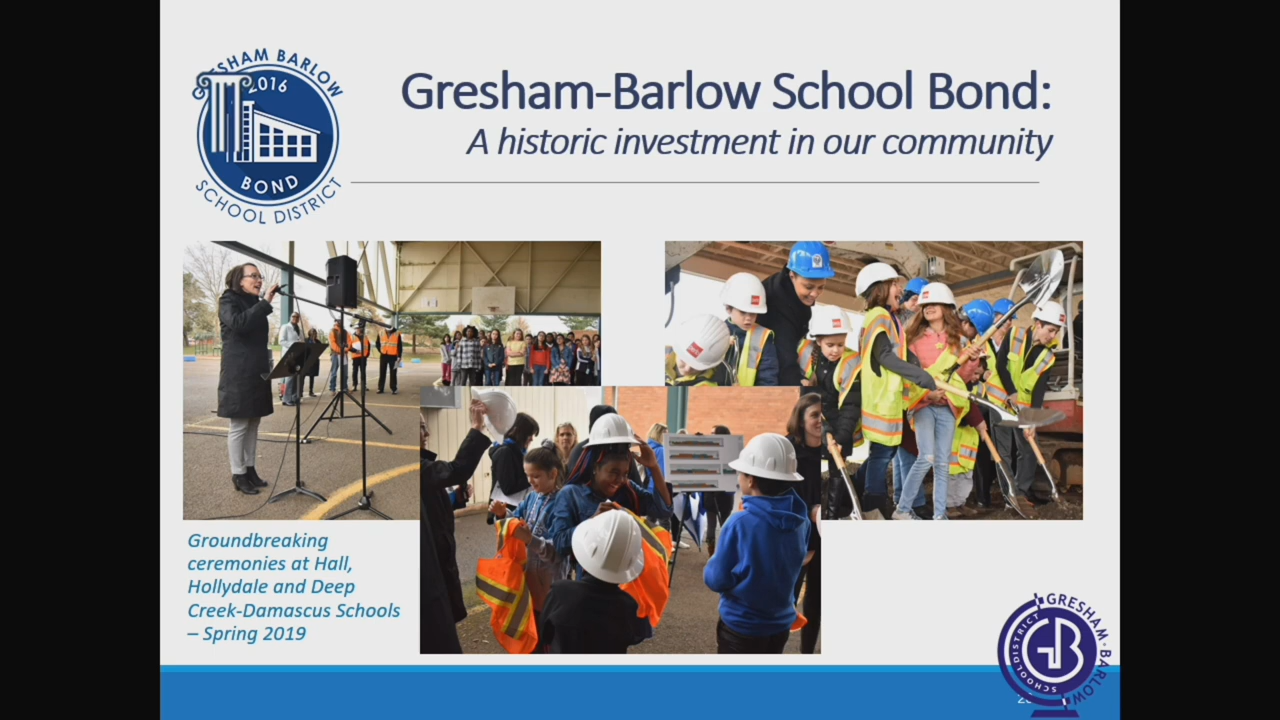 GRESHAM BARLOW
2016
BOND
SCHOOL DISTRICT
Gresham-Barlow School Bond:
A historic investment in our community
Groundbreaking
ceremonies at Hall,
Hollydale and Deep
Creek-Damascus Schools
– Spring 2019
GRESHAM-BARLOW
SCHOOL DISTRICT
GB